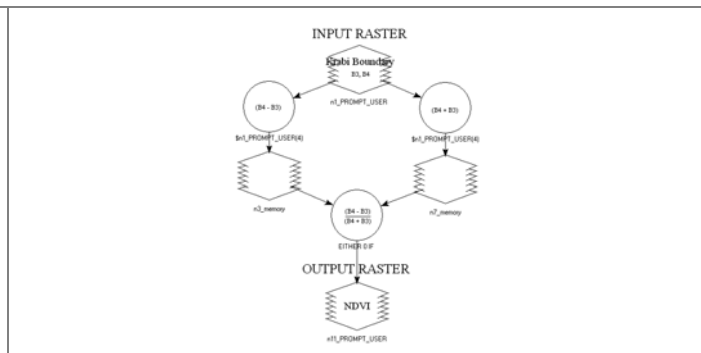 INPUT RASTER
Krabi Boundary
B3, B4
n1_PROMPT_USER
(B4 - B3)
(B4 + B3)
$n1_PROMPT_USER(4)
$n1_PROMPT_USER(4)
n3_memory
n7_memory
(B4 - B3)
(B4 + B3)
EITHER DIF
OUTPUT RASTER
NDVI
n11_PROMPT_USER